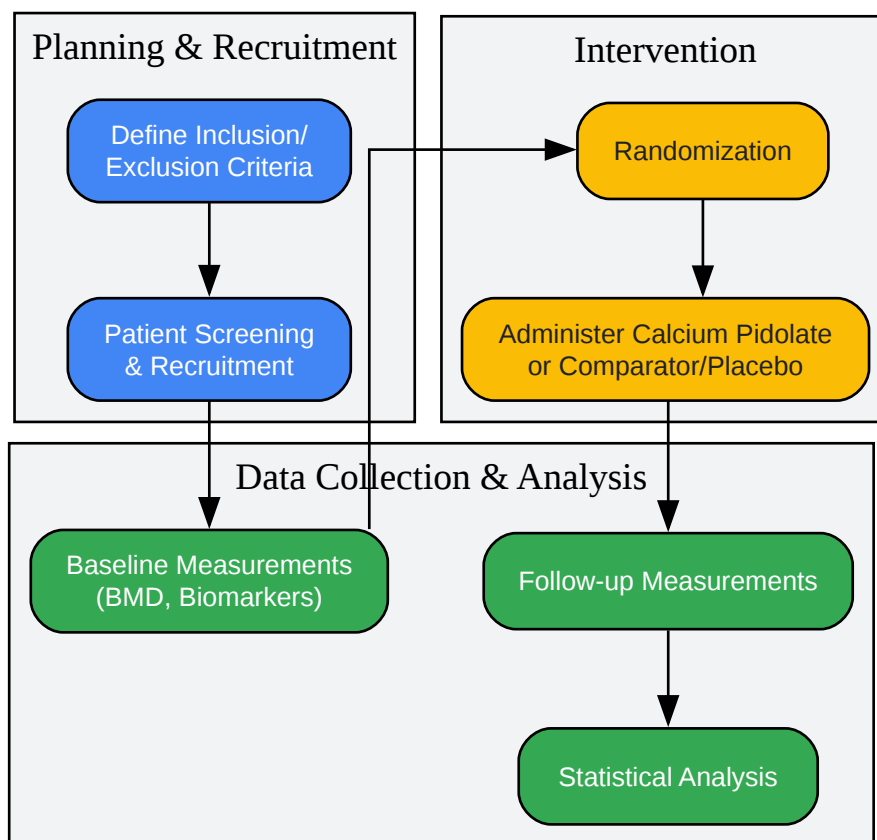 Planning & Recruitment
Define Inclusion/
Exclusion Criteria
Patient Screening
& Recruitment
Intervention
Randomization
Administer Calcium Pidolate
or Comparator/Placebo
Data Collection & Analysis
Baseline Measurements
(BMD, Biomarkers)
Follow-up Measurements
Statistical Analysis